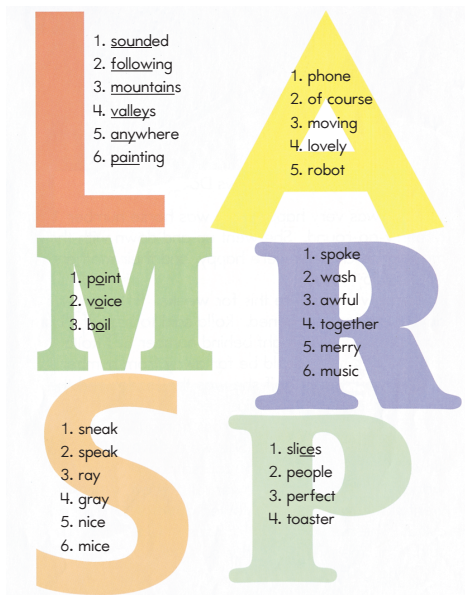 L
1. sounded
2. following
3. mountains
4. valleys
5. anywhere
6. painting
A
1. phone
2. of course
3. moving
4. lovely
5. robot
M
1. point
2. voice
3. boil
R
1. spoke
2. wash
3. awful
4. together
5. merry
6. music
S
1. sneak
2. speak
3. ray
4. gray
5. nice
6. mice
P
1. slices
2. people
3. perfect
4. toaster